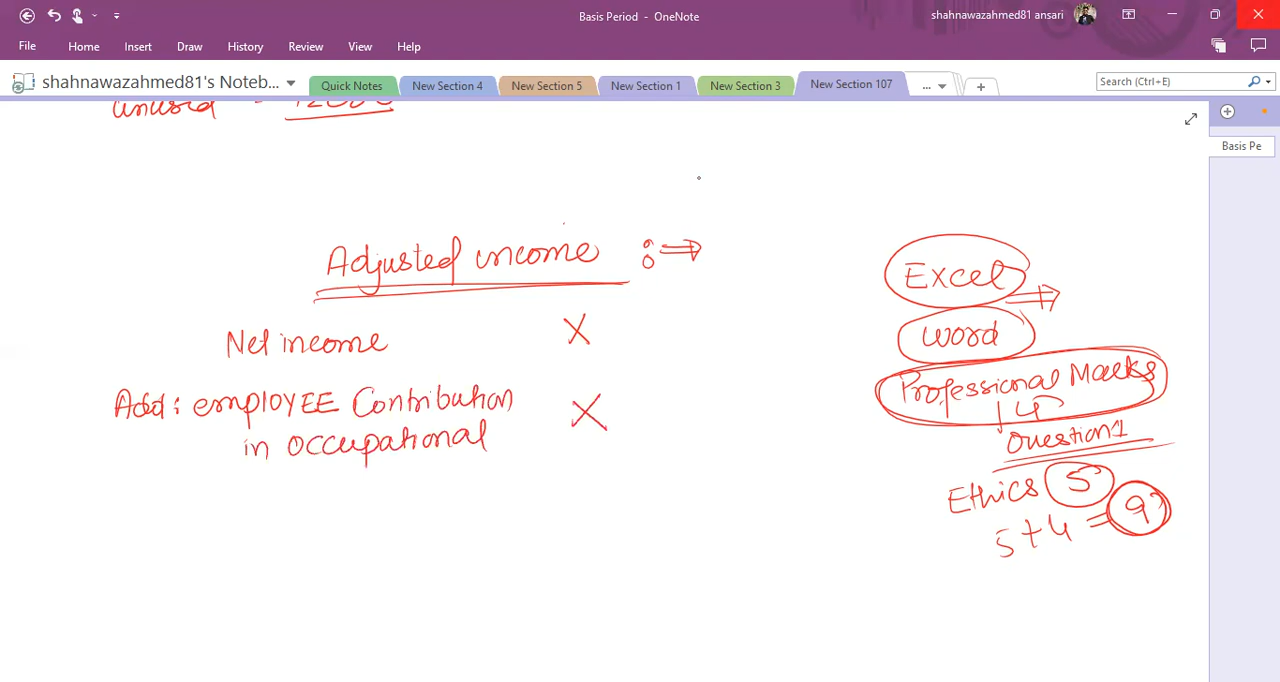 Basis Period - OneNote
shahnawazahmed81 ansari
File Home Insert Draw History Review View Help
shahnawazahmed81's Noteb... Quick Notes New Section 4 New Section 5 New Section 1 New Section 3 New Section 107 ... + Search (Ctrl+E)
Basis Pe
unused
Adjusted income :⇒
Net income X
Add: employEE Contribution X
in occupational
Excel
word
Professional Marks
4
Question 1
Ethics 5
5 + 4 = 9